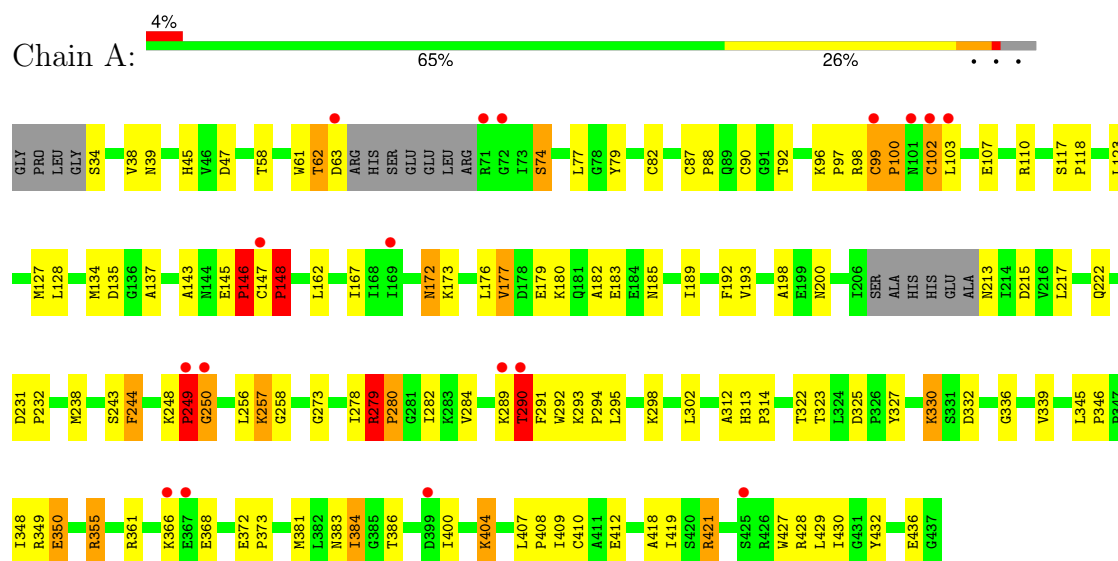 4%
Chain A:
65% 26% • • •
GLY PRO LEU GLY S34 V38 N39 H45 V46 D47 T58 W61 T62 D63 ARG HIS SER GLU GLU LEU ARG R71 G72 I73 S74 L77 G78 Y79 C82 C87 P88 Q89 C90 G91 T92 K96 P97 R98 C99 P100 N101 C102 L103 E107 R110 S117 P118 L123
M127 L128 M134 D135 G136 A137 A143 N144 E145 P146 C147 P148 L162 I167 I168 I169 N172 K173 L176 V177 D178 E179 K180 Q181 A182 E183 E184 N185 I189 F192 V193 A198 E199 N200 I206 SER ALA HIS HIS GLU ALA N213 I214 D215 V216 L217 Q222
D231 P232 M238 S243 F244 K248 P249 G250 L256 K257 G258 G273 I278 R279 P280 G281 I282 K283 V284 K289 T290 F291 W292 K293 P294 L295 K298 L302 A312 H313 P314 T322 T323 L324 D325 P326 Y327 K330 S331 D332 G336 V339 L345 P346 P347
I348 R349 E350 R355 R361 K366 E367 E368 E372 P373 M381 L382 N383 I384 G385 T386 D399 I400 K404 L407 P408 I409 C410 A411 E412 A418 I419 S420 R421 S425 R426 W427 R428 L429 I430 G431 Y432 E436 G437